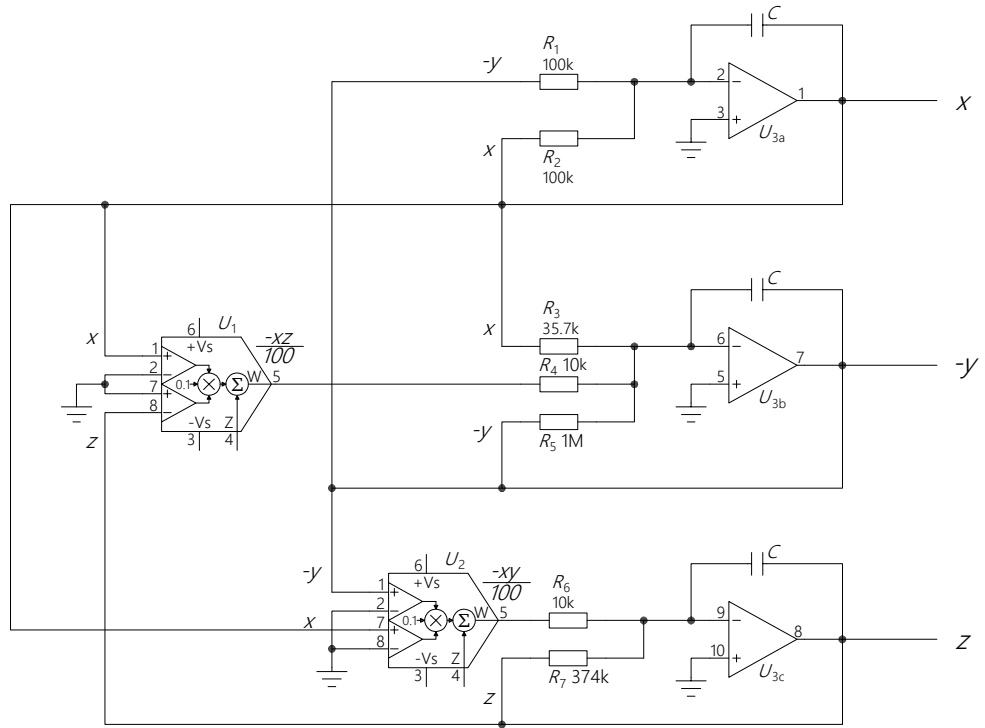 C
R1
100k
-y
2
−
1
x
3
+
U3a
x
R2
100k
C
R3
35.7k
x
6
−
7
-y
R4 10k
5
+
U3b
-y
R5 1M
6
U1
-xz
100
+Vs
x
1
+
2
−
0.1
×
Σ
W
5
7
+
8
−
-Vs
Z
z
3
4
C
6
U2
-xy
100
R6
10k
-y
+Vs
1
+
2
−
0.1
×
Σ
W
5
9
−
8
z
x
7
+
8
−
10
+
U3c
-Vs
Z
3
4
R7 374k
z